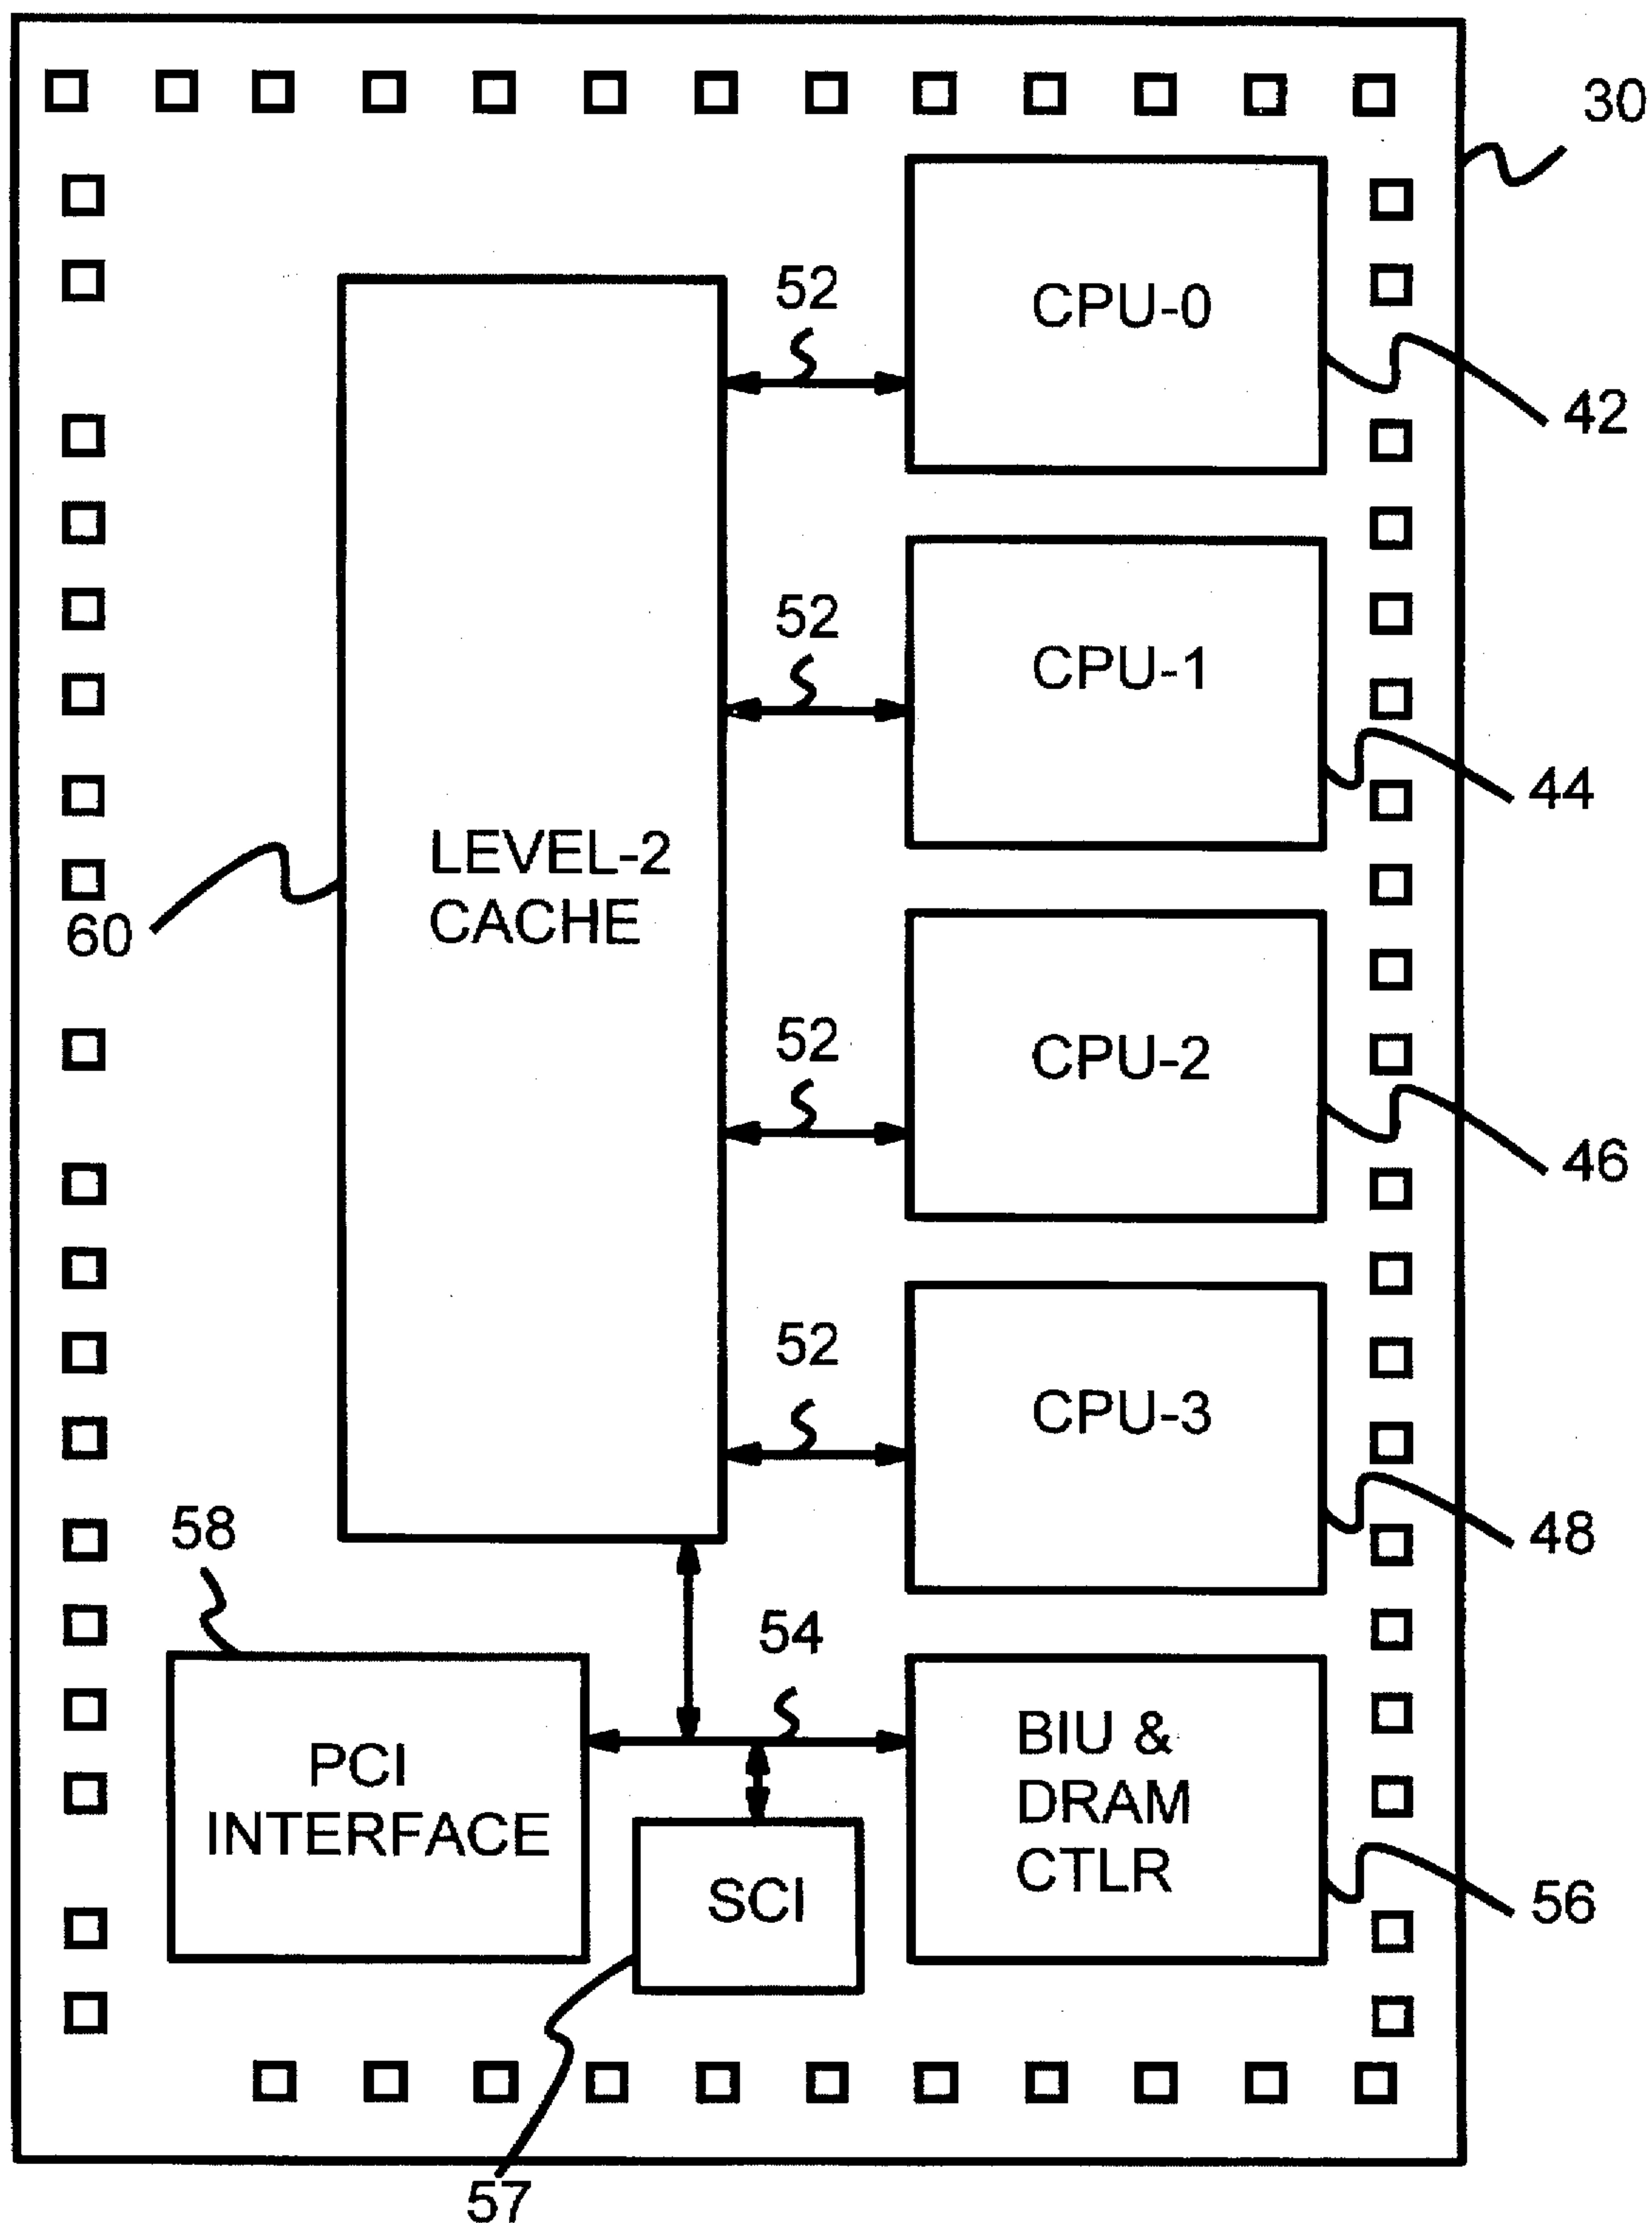 30
52
CPU-0
42
52
CPU-1
44
LEVEL-2
CACHE
60
52
CPU-2
46
52
CPU-3
48
58
54
PCI
INTERFACE
BIU &
DRAM
CTLR
SCI
56
57